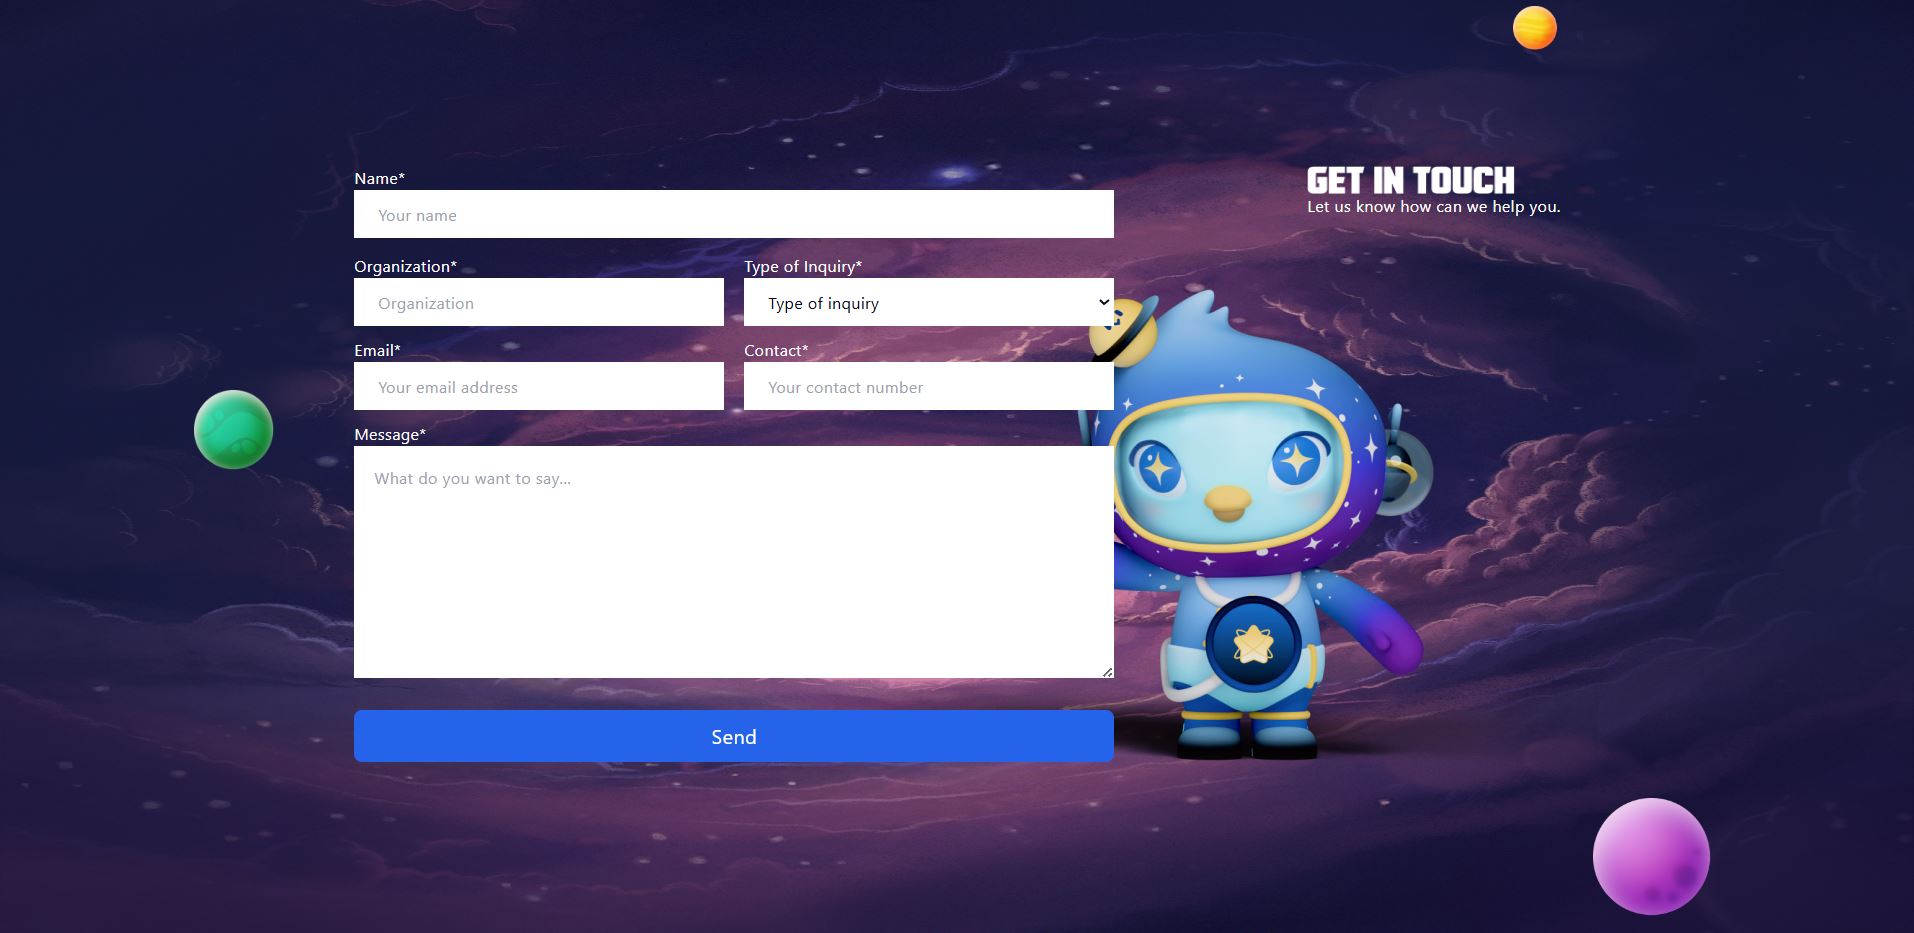 GET IN TOUCH
Let us know how can we help you.
Name*
Your name
Organization*
Organization
Type of Inquiry*
Type of inquiry
Email*
Your email address
Contact*
Your contact number
Message*
What do you want to say...
Send